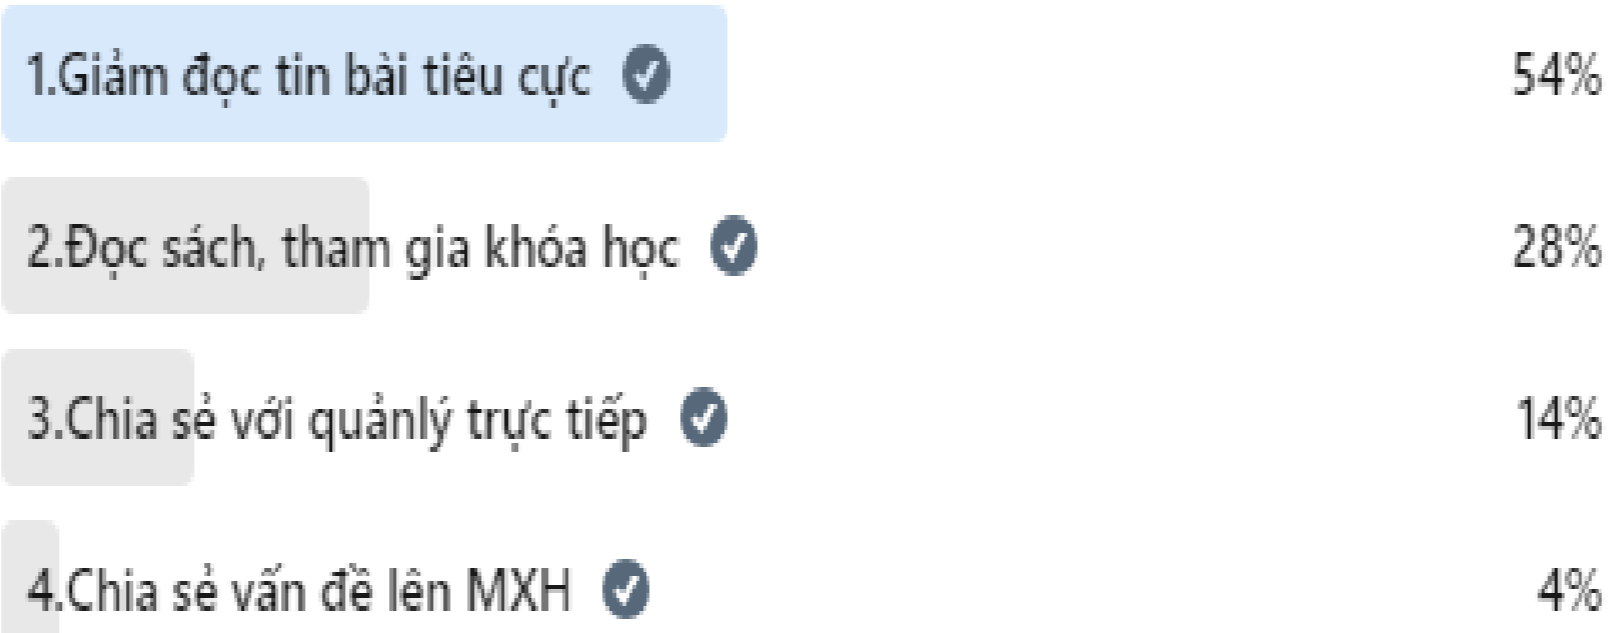 1.Giảm đọc tin bài tiêu cực 54%
2.Đọc sách, tham gia khóa học 28%
3.Chia sẻ với quảnlý trực tiếp 14%
4.Chia sẻ vấn đề lên MXH 4%